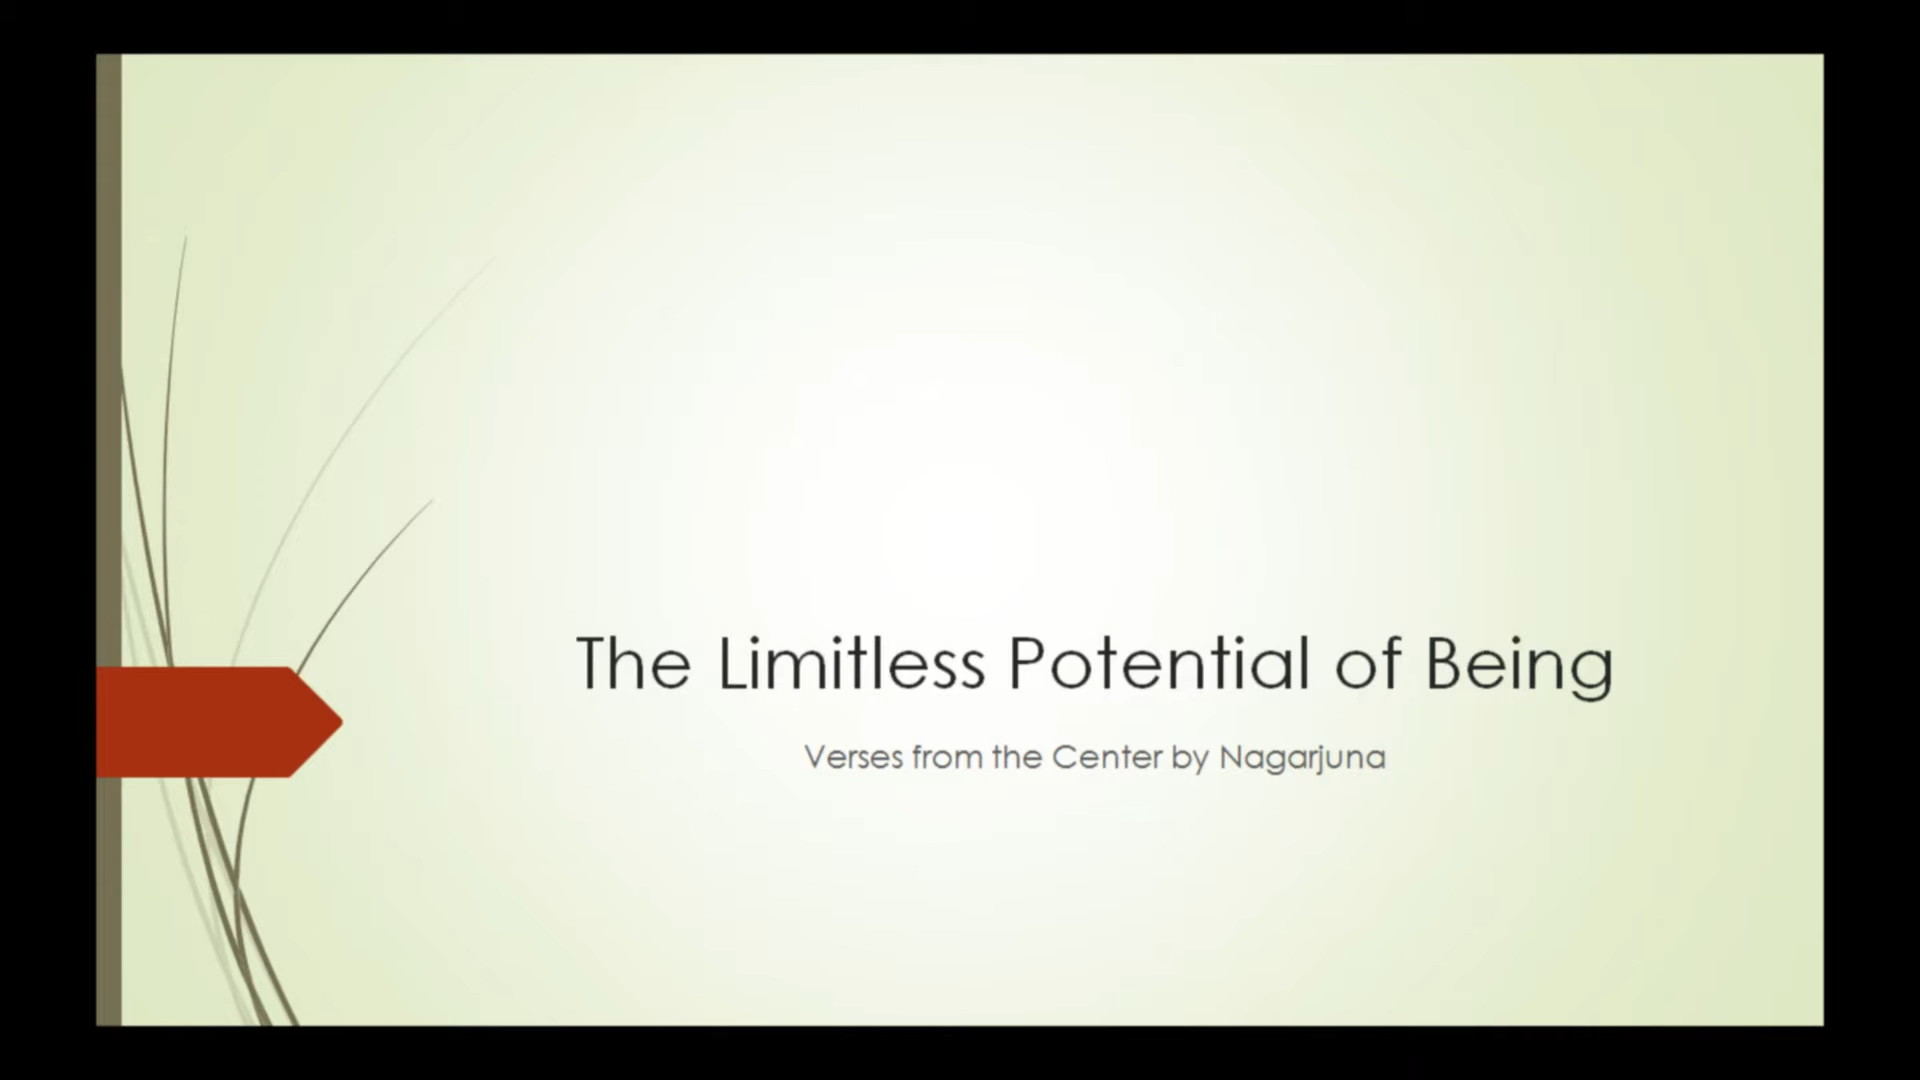 The Limitless Potential of Being
Verses from the Center by Nagarjuna